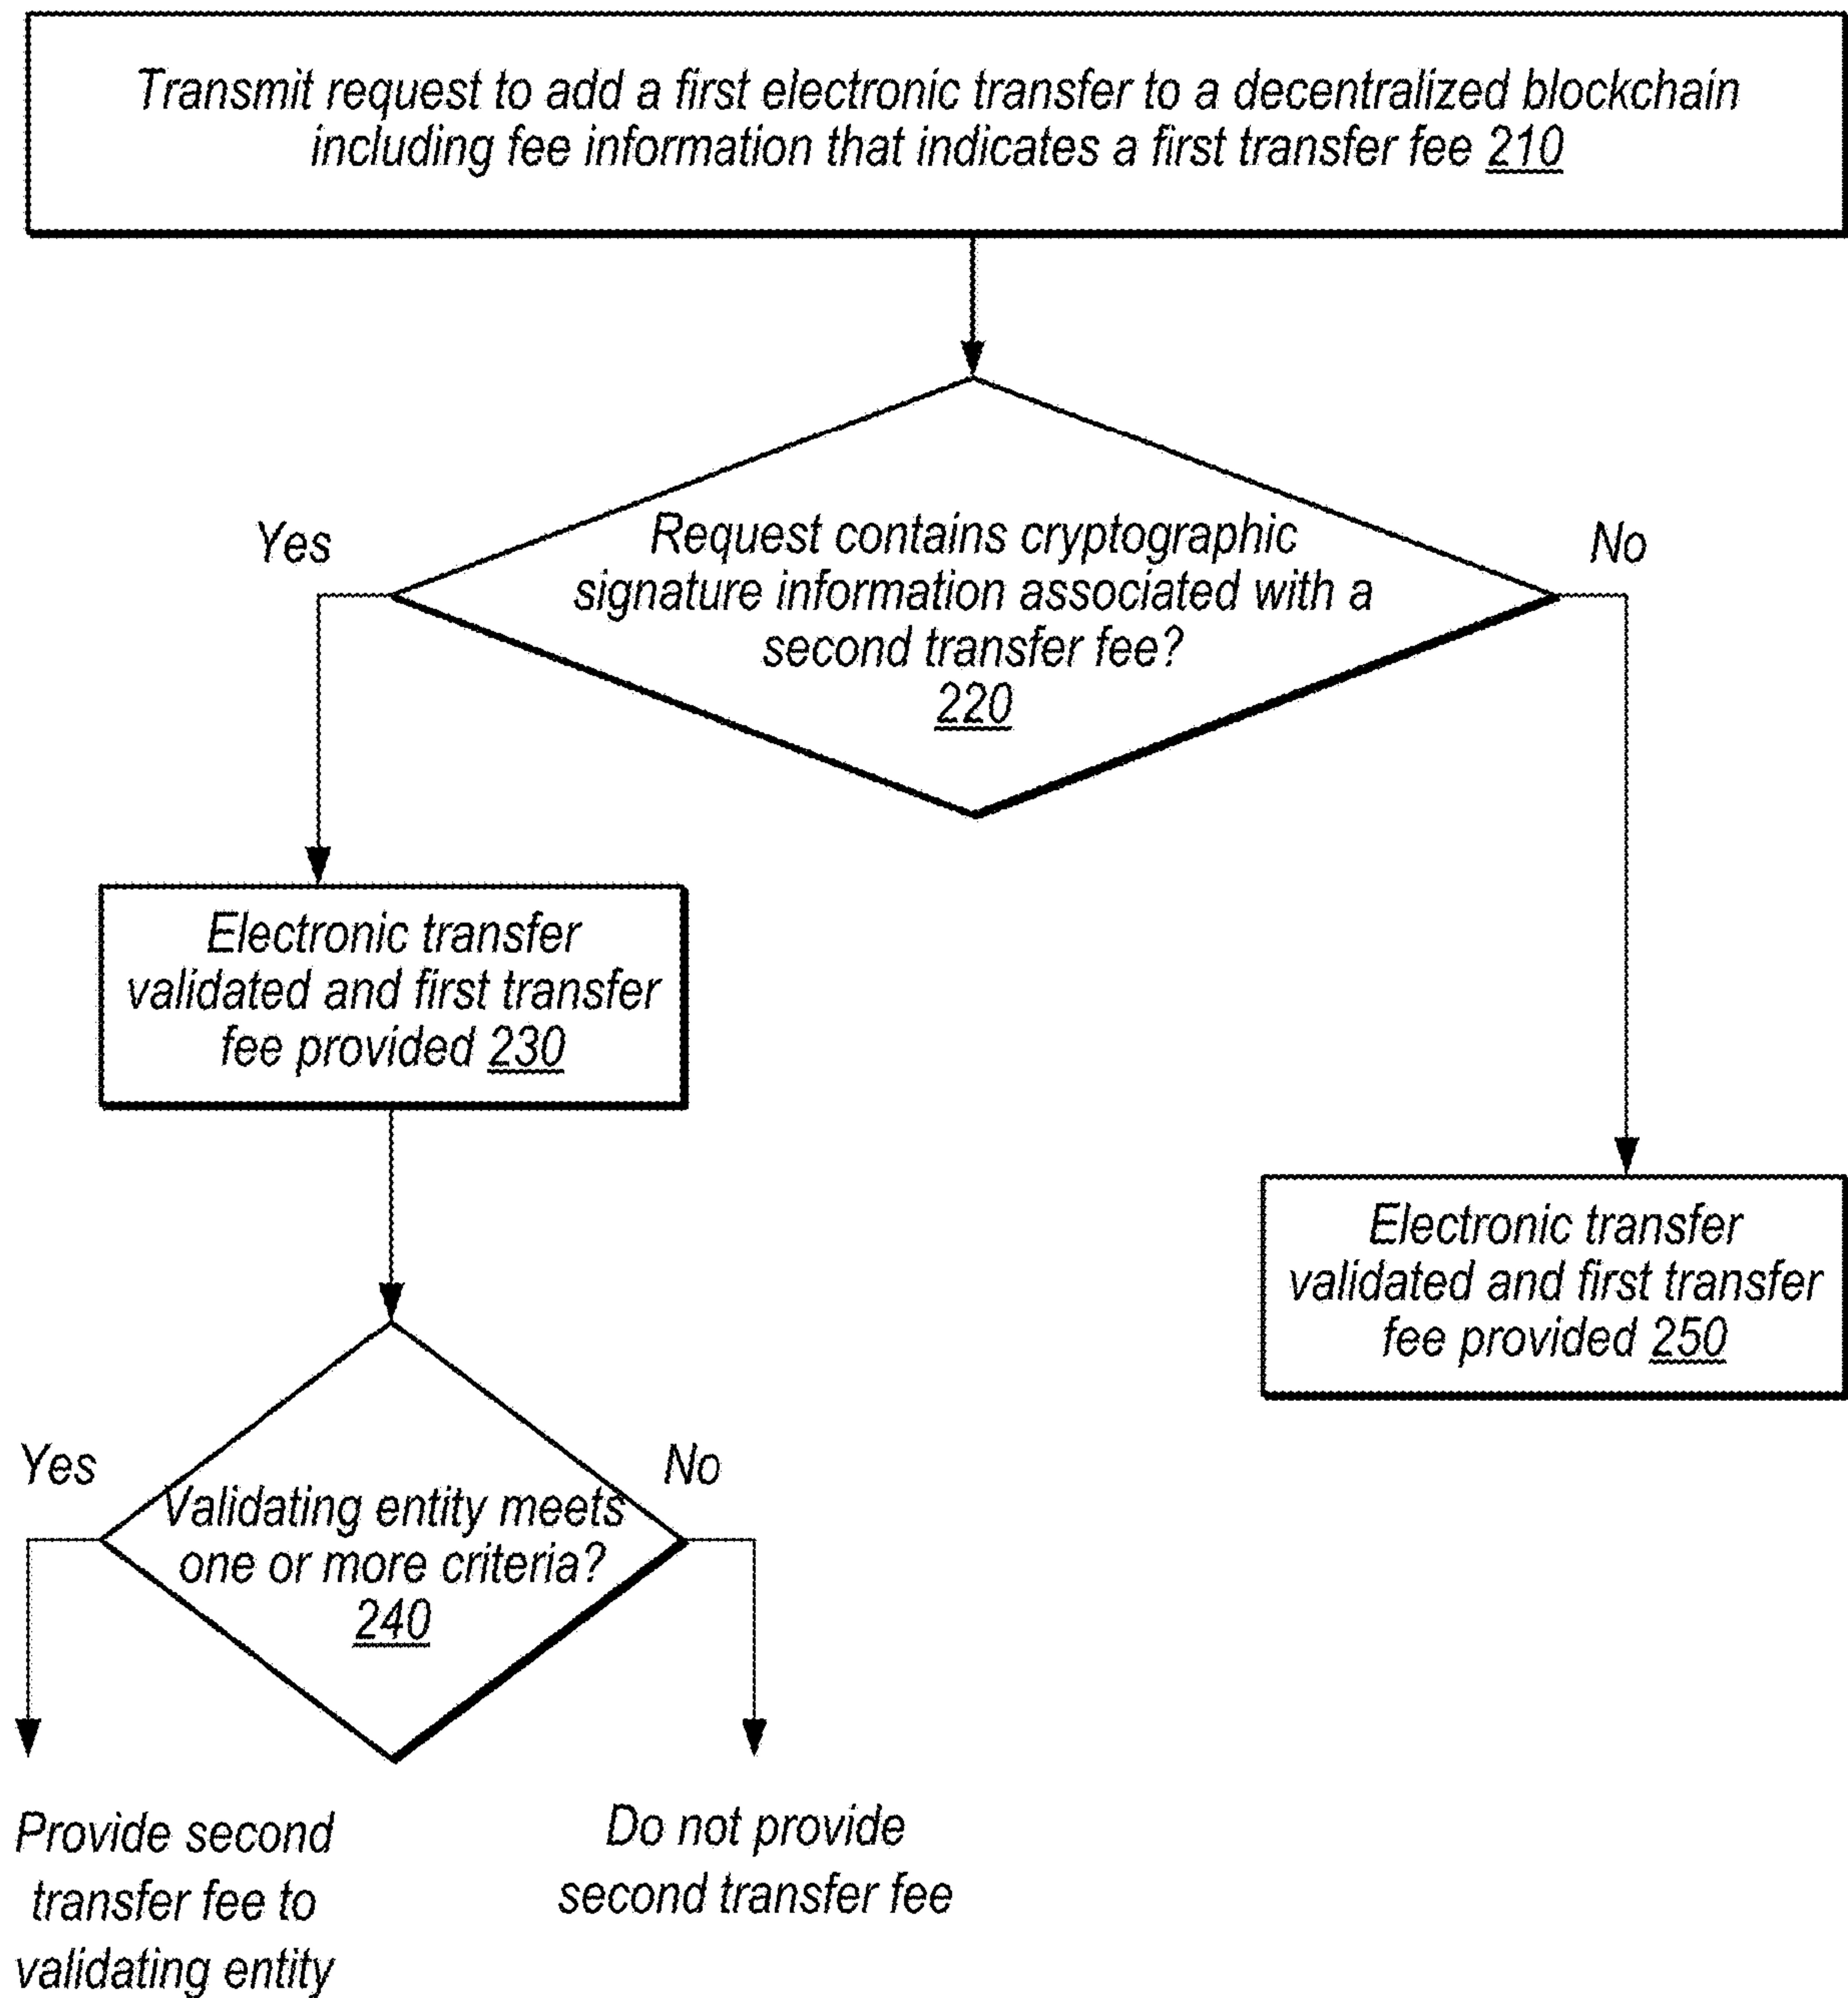 Transmit request to add a first electronic transfer to a decentralized blockchain
including fee information that indicates a first transfer fee 210
Yes
Request contains cryptographic
signature information associated with a
second transfer fee?
220
No
Electronic transfer
validated and first transfer
fee provided 230
Electronic transfer
validated and first transfer
fee provided 250
Yes
Validating entity meets
one or more criteria?
240
No
Provide second
transfer fee to
validating entity
Do not provide
second transfer fee